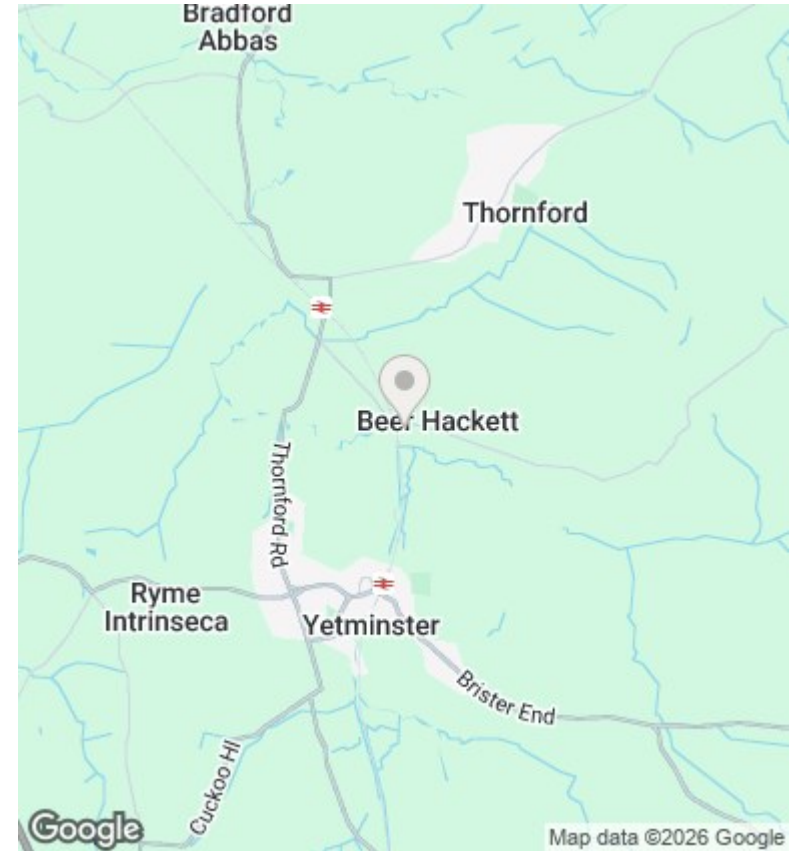 Bradford
Abbas
Thornford
Beer Hackett
Thornford Rd
Ryme
Intrinseca
Yetminster
Brister End
Cuckoo Hl
Google
Map data ©2026 Google